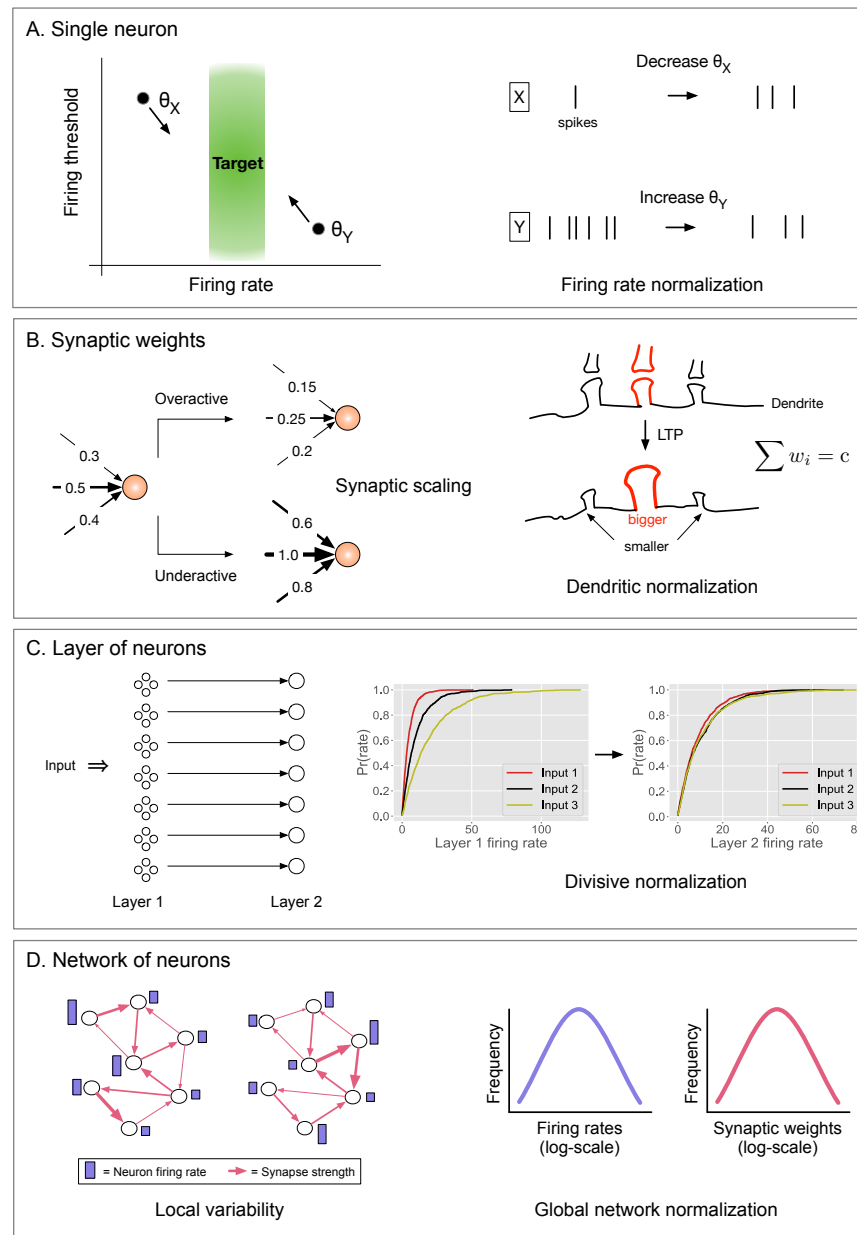 A. Single neuron
Firing threshold
θX
Target
θY
Firing rate
Decrease θX
X
spikes
Increase θY
Y
Firing rate normalization
B. Synaptic weights
0.3
0.5
0.4
Overactive
Underactive
0.15
0.25
0.2
Synaptic scaling
0.6
1.0
0.8
Dendrite
LTP
∑ wi = c
bigger
smaller
Dendritic normalization
C. Layer of neurons
Input ⇒
Layer 1
Layer 2
Pr(rate)
1.0
0.8
0.6
0.4
0.2
0.0
Input 1
Input 2
Input 3
0 50 100
Layer 1 firing rate
Pr(rate)
1.0
0.8
0.6
0.4
0.2
0.0
Input 1
Input 2
Input 3
0 20 40 60 80
Layer 2 firing rate
Divisive normalization
D. Network of neurons
= Neuron firing rate
= Synapse strength
Local variability
Frequency
Firing rates
(log-scale)
Frequency
Synaptic weights
(log-scale)
Global network normalization